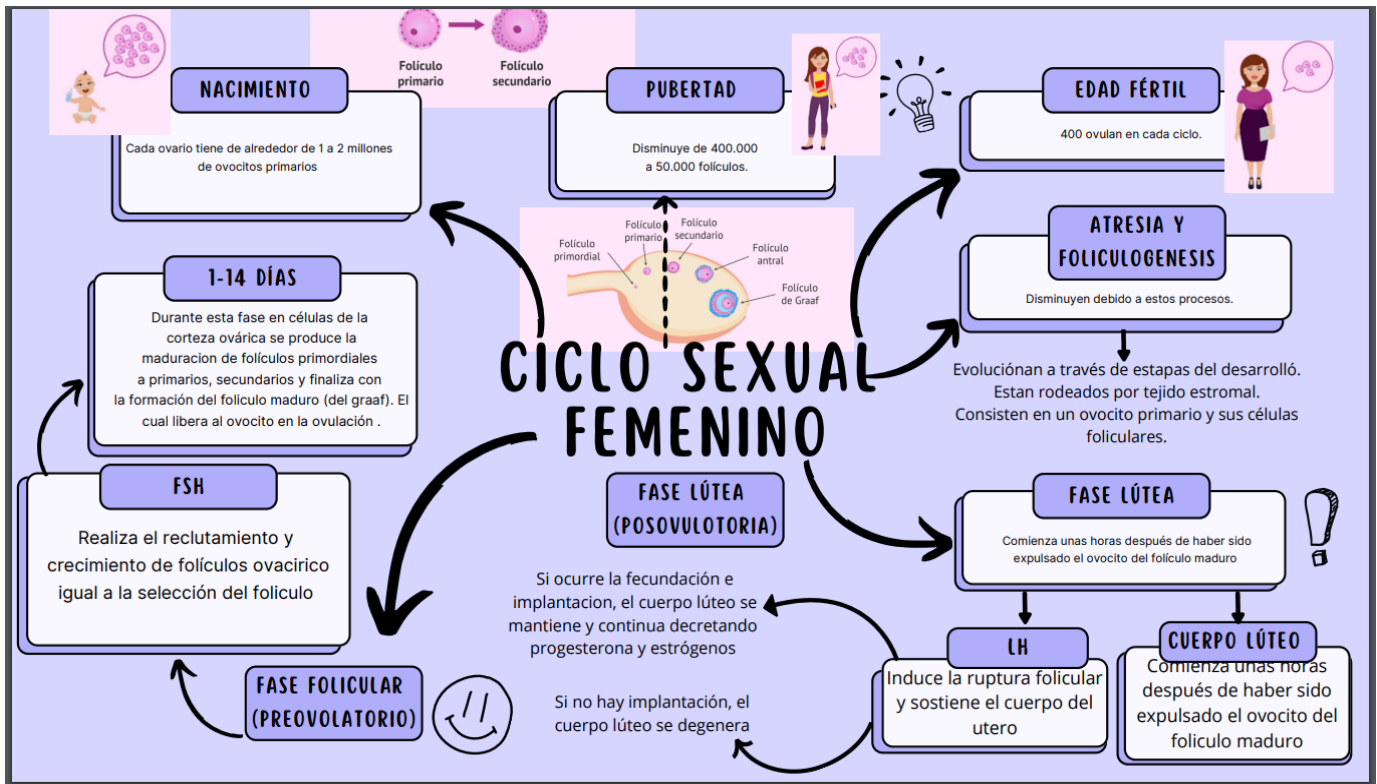 Folículo
primario
Folículo
secundario
NACIMIENTO
Cada ovario tiene de alrededor de 1 a 2 millones
de ovocitos primarios
PUBERTAD
Disminuye de 400.000
a 50.000 folículos.
EDAD FÉRTIL
400 ovulan en cada ciclo.
Folículo
primordial
Folículo
primario
Folículo
secundario
Folículo
antral
Folículo
de Graaf
ATRESIA Y
FOLICULOGENESIS
Disminuyen debido a estos procesos.
Evoluciónan a través de estapas del desarrolló.
Estan rodeados por tejido estromal.
Consisten en un ovocito primario y sus células
foliculares.
1-14 DÍAS
Durante esta fase en células de la
corteza ovárica se produce la
maduracion de folículos primordiales
a primarios, secundarios y finaliza con
la formación del foliculo maduro (del graaf). El
cual libera al ovocito en la ovulación .
CICLO SEXUAL
FEMENINO
FSH
Realiza el reclutamiento y
crecimiento de folículos ovacirico
igual a la selección del foliculo
FASE FOLICULAR
(PREOVOLATORIO)
FASE LÚTEA
(POSOVULOTORIA)
Si ocurre la fecundación e
implantacion, el cuerpo lúteo se
mantiene y continua decretando
progesterona y estrógenos
Si no hay implantación, el
cuerpo lúteo se degenera
FASE LÚTEA
Comienza unas horas después de haber sido
expulsado el ovocito del folículo maduro
LH
Induce la ruptura folicular
y sostiene el cuerpo del
utero
CUERPO LÚTEO
Comienza unas horas
después de haber sido
expulsado el ovocito del
foliculo maduro